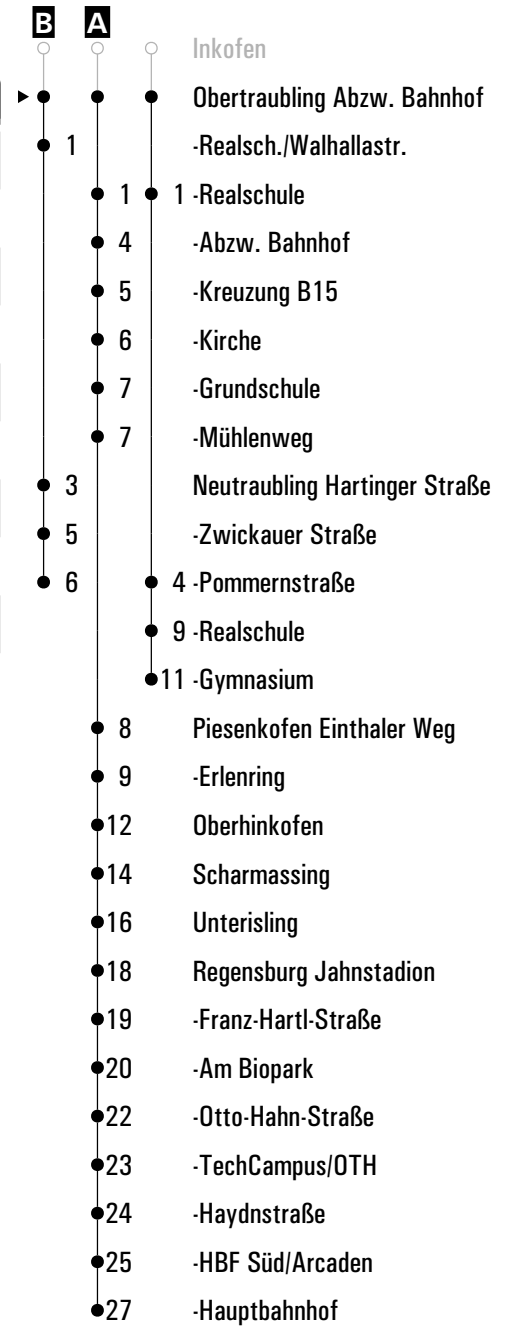 B A
Inkofen
Obertraubling Abzw. Bahnhof
1 -Realsch./Walhallastr.
1 1 -Realschule
4 -Abzw. Bahnhof
5 -Kreuzung B15
6 -Kirche
7 -Grundschule
7 -Mühlenweg
3 Neutraubling Hartinger Straße
5 -Zwickauer Straße
6 4 -Pommernstraße
9 -Realschule
11 -Gymnasium
8 Piesenkofen Einthaler Weg
9 -Erlenring
12 Oberhinkofen
14 Scharmassing
16 Unterisling
18 Regensburg Jahnstadion
19 -Franz-Hartl-Straße
20 -Am Biopark
22 -Otto-Hahn-Straße
23 -TechCampus/OTH
24 -Haydnstraße
25 -HBF Süd/Arcaden
27 -Hauptbahnhof